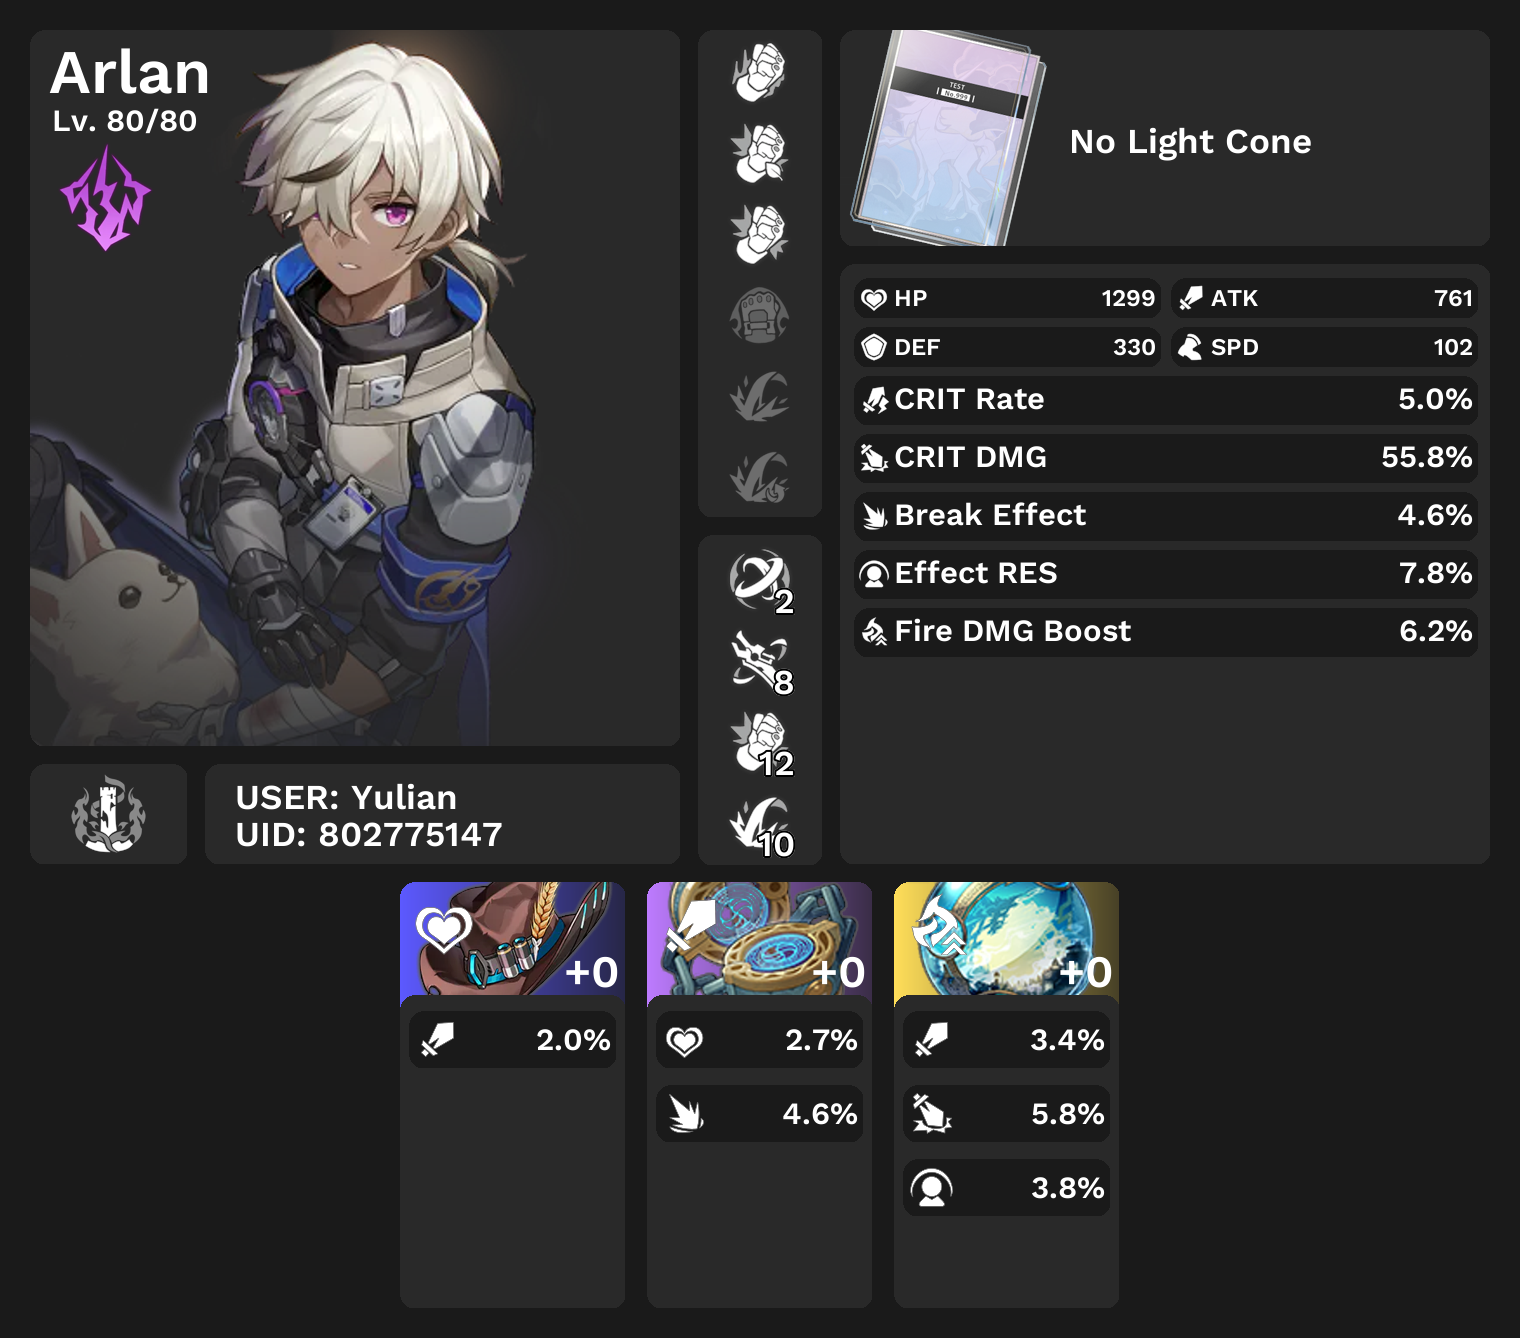 Arlan
Lv. 80/80
TEST
No.999
No Light Cone
HP 1299
ATK 761
DEF 330
SPD 102
CRIT Rate 5.0%
CRIT DMG 55.8%
Break Effect 4.6%
Effect RES 7.8%
Fire DMG Boost 6.2%
2
8
12
10
USER: Yulian
UID: 802775147
+0
2.0%
+0
2.7%
4.6%
+0
3.4%
5.8%
3.8%